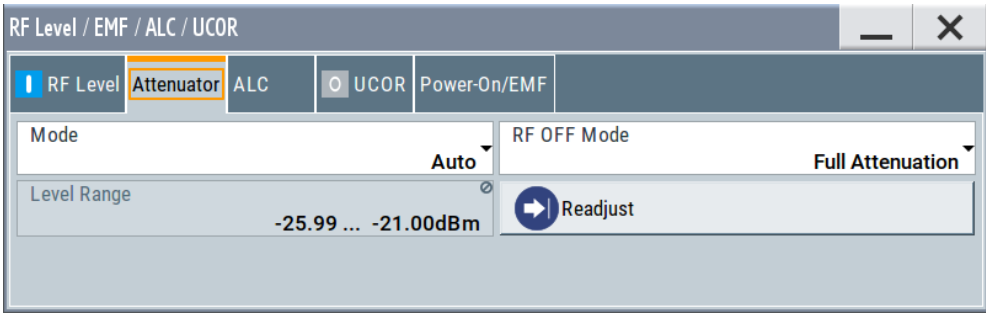 RF Level / EMF / ALC / UCOR
RF Level Attenuator ALC UCOR Power-On/EMF
Mode
Auto
RF OFF Mode
Full Attenuation
Level Range
-25.99 ... -21.00dBm
Readjust